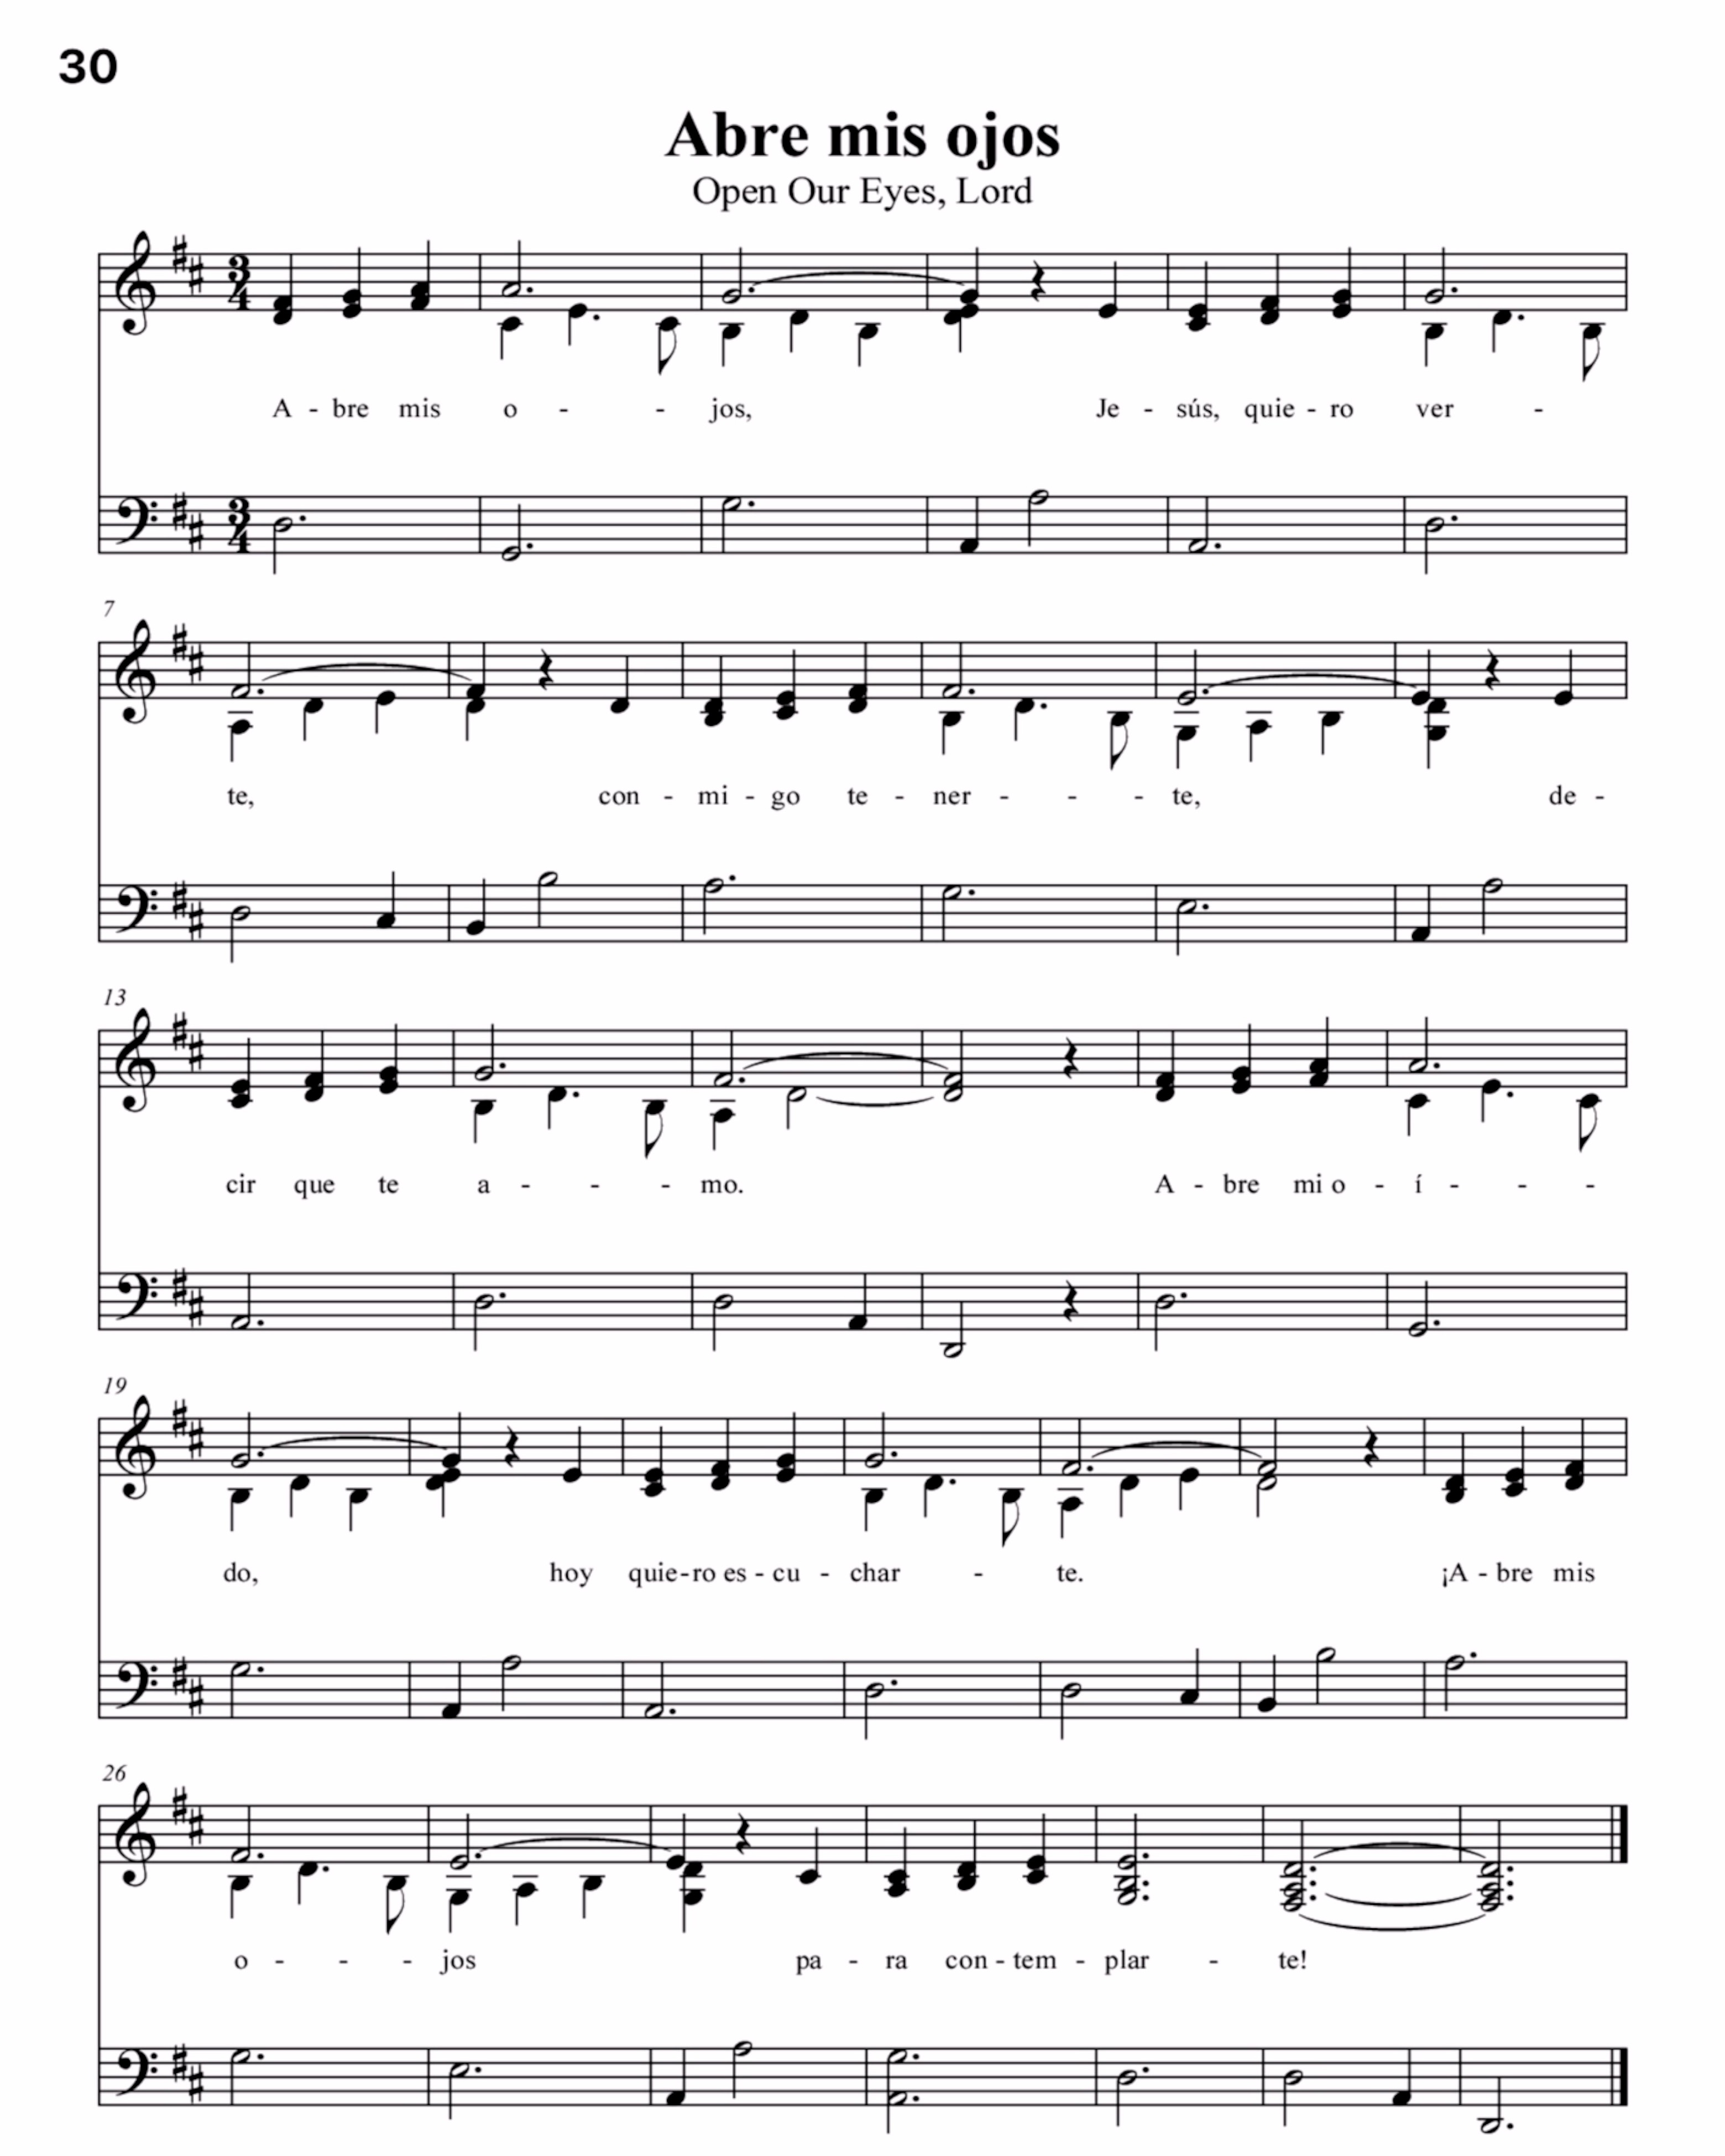 30
Abre mis ojos
Open Our Eyes, Lord
3 4
A - bre mis o - - jos, Je - sús, quie - ro ver -
3 4
7
te, con - mi - go te - ner - - - te, de -
13
cir que te a - - - mo. A - bre mi o - í - - -
19
do, hoy quie - ro es - cu - char - te. ¡A - bre mis
26
o - - - jos pa - ra con - tem - plar - te!